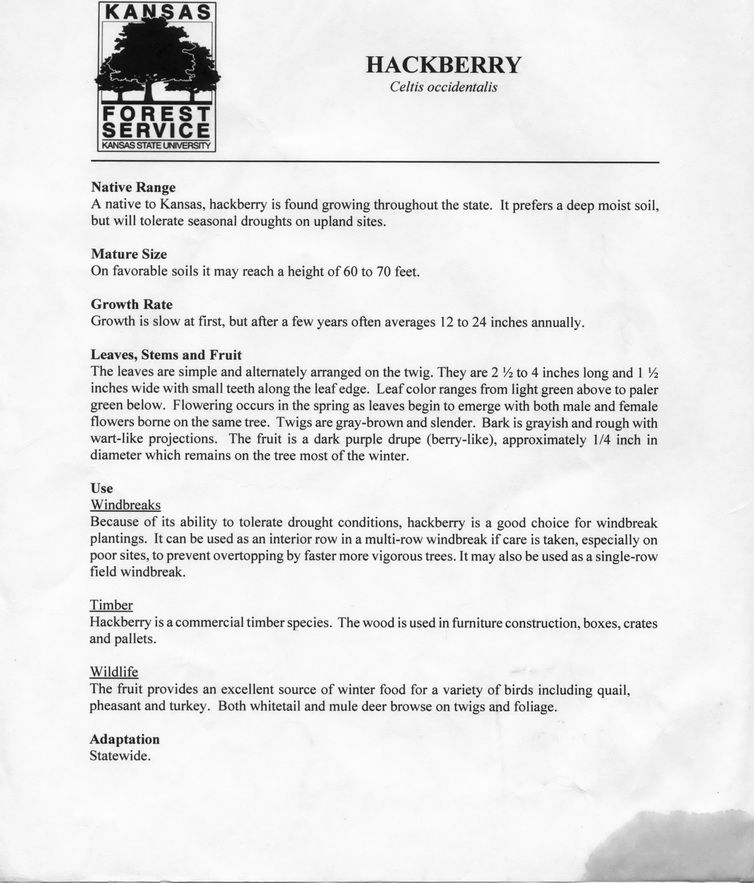 KANSAS
FOREST
SERVICE
KANSAS STATE UNIVERSITY
HACKBERRY
Celtis occidentalis
Native Range
A native to Kansas, hackberry is found growing throughout the state. It prefers a deep moist soil,
but will tolerate seasonal droughts on upland sites.
Mature Size
On favorable soils it may reach a height of 60 to 70 feet.
Growth Rate
Growth is slow at first, but after a few years often averages 12 to 24 inches annually.
Leaves, Stems and Fruit
The leaves are simple and alternately arranged on the twig. They are 2 ½ to 4 inches long and 1 ½
inches wide with small teeth along the leaf edge. Leaf color ranges from light green above to paler
green below. Flowering occurs in the spring as leaves begin to emerge with both male and female
flowers borne on the same tree. Twigs are gray-brown and slender. Bark is grayish and rough with
wart-like projections. The fruit is a dark purple drupe (berry-like), approximately 1/4 inch in
diameter which remains on the tree most of the winter.
Use
Windbreaks
Because of its ability to tolerate drought conditions, hackberry is a good choice for windbreak
plantings. It can be used as an interior row in a multi-row windbreak if care is taken, especially on
poor sites, to prevent overtopping by faster more vigorous trees. It may also be used as a single-row
field windbreak.
Timber
Hackberry is a commercial timber species. The wood is used in furniture construction, boxes, crates
and pallets.
Wildlife
The fruit provides an excellent source of winter food for a variety of birds including quail,
pheasant and turkey. Both whitetail and mule deer browse on twigs and foliage.
Adaptation
Statewide.